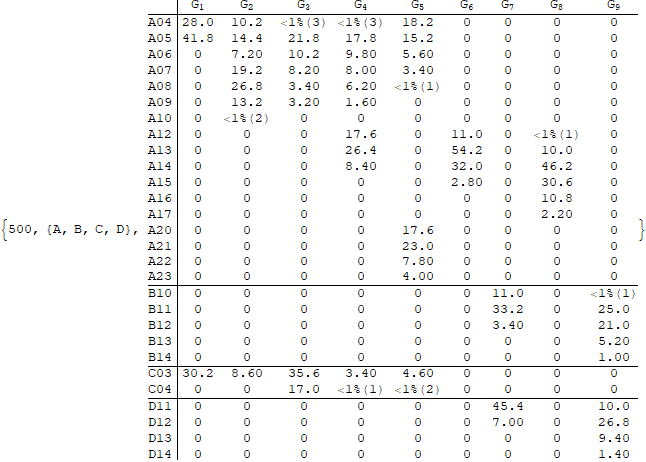 G₁ G₂ G₃ G₄ G₅ G₆ G₇ G₈ G₉
A04 28.0 10.2 <1%(3) <1%(3) 18.2 0 0 0 0
A05 41.8 14.4 21.8 17.8 15.2 0 0 0 0
A06 0 7.20 10.2 9.80 5.60 0 0 0 0
A07 0 19.2 8.20 8.00 3.40 0 0 0 0
A08 0 26.8 3.40 6.20 <1%(1) 0 0 0 0
A09 0 13.2 3.20 1.60 0 0 0 0 0
A10 0 <1%(2) 0 0 0 0 0 0 0
A12 0 0 0 17.6 0 11.0 0 <1%(1) 0
A13 0 0 0 26.4 0 54.2 0 10.0 0
A14 0 0 0 8.40 0 32.0 0 46.2 0
A15 0 0 0 0 0 2.80 0 30.6 0
A16 0 0 0 0 0 0 0 10.8 0
A17 0 0 0 0 0 0 0 2.20 0
{500, {A, B, C, D}, A20 0 0 0 0 17.6 0 0 0 0 }
A21 0 0 0 0 23.0 0 0 0 0
A22 0 0 0 0 7.80 0 0 0 0
A23 0 0 0 0 4.00 0 0 0 0
B10 0 0 0 0 0 0 11.0 0 <1%(1)
B11 0 0 0 0 0 0 33.2 0 25.0
B12 0 0 0 0 0 0 3.40 0 21.0
B13 0 0 0 0 0 0 0 0 5.20
B14 0 0 0 0 0 0 0 0 1.00
C03 30.2 8.60 35.6 3.40 4.60 0 0 0 0
C04 0 0 17.0 <1%(1) <1%(2) 0 0 0 0
D11 0 0 0 0 0 0 45.4 0 10.0
D12 0 0 0 0 0 0 7.00 0 26.8
D13 0 0 0 0 0 0 0 0 9.40
D14 0 0 0 0 0 0 0 0 1.40